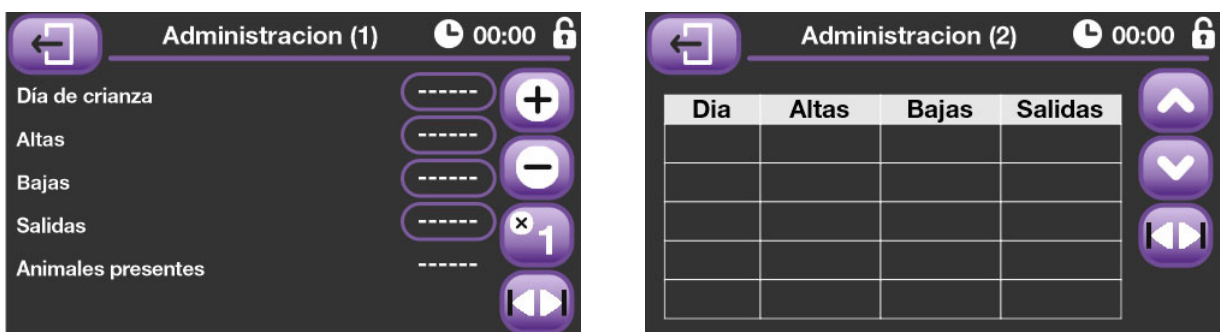 Administracion (1) 00:00
Día de crianza ------
Altas ------
Bajas ------
Salidas ------
Animales presentes ------
+
−
×1
Administracion (2) 00:00
Dia Altas Bajas Salidas